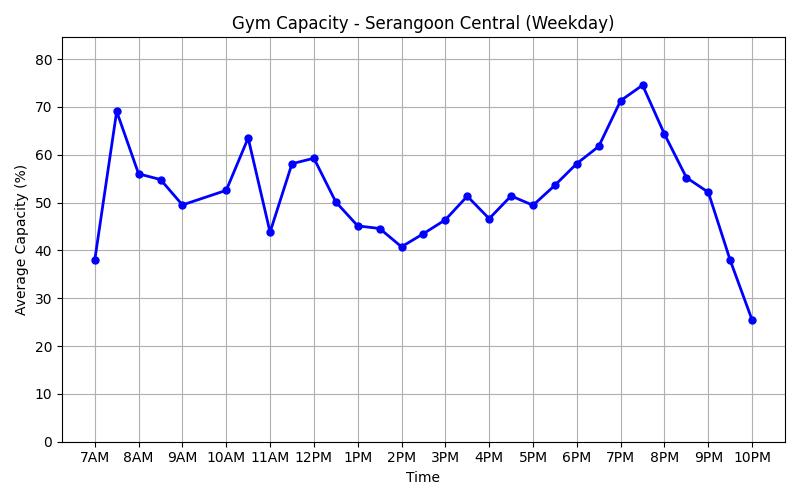 Gym Capacity - Serangoon Central (Weekday)
Average Capacity (%)
80
70
60
50
40
30
20
10
0
7AM 8AM 9AM 10AM 11AM 12PM 1PM 2PM 3PM 4PM 5PM 6PM 7PM 8PM 9PM 10PM
Time